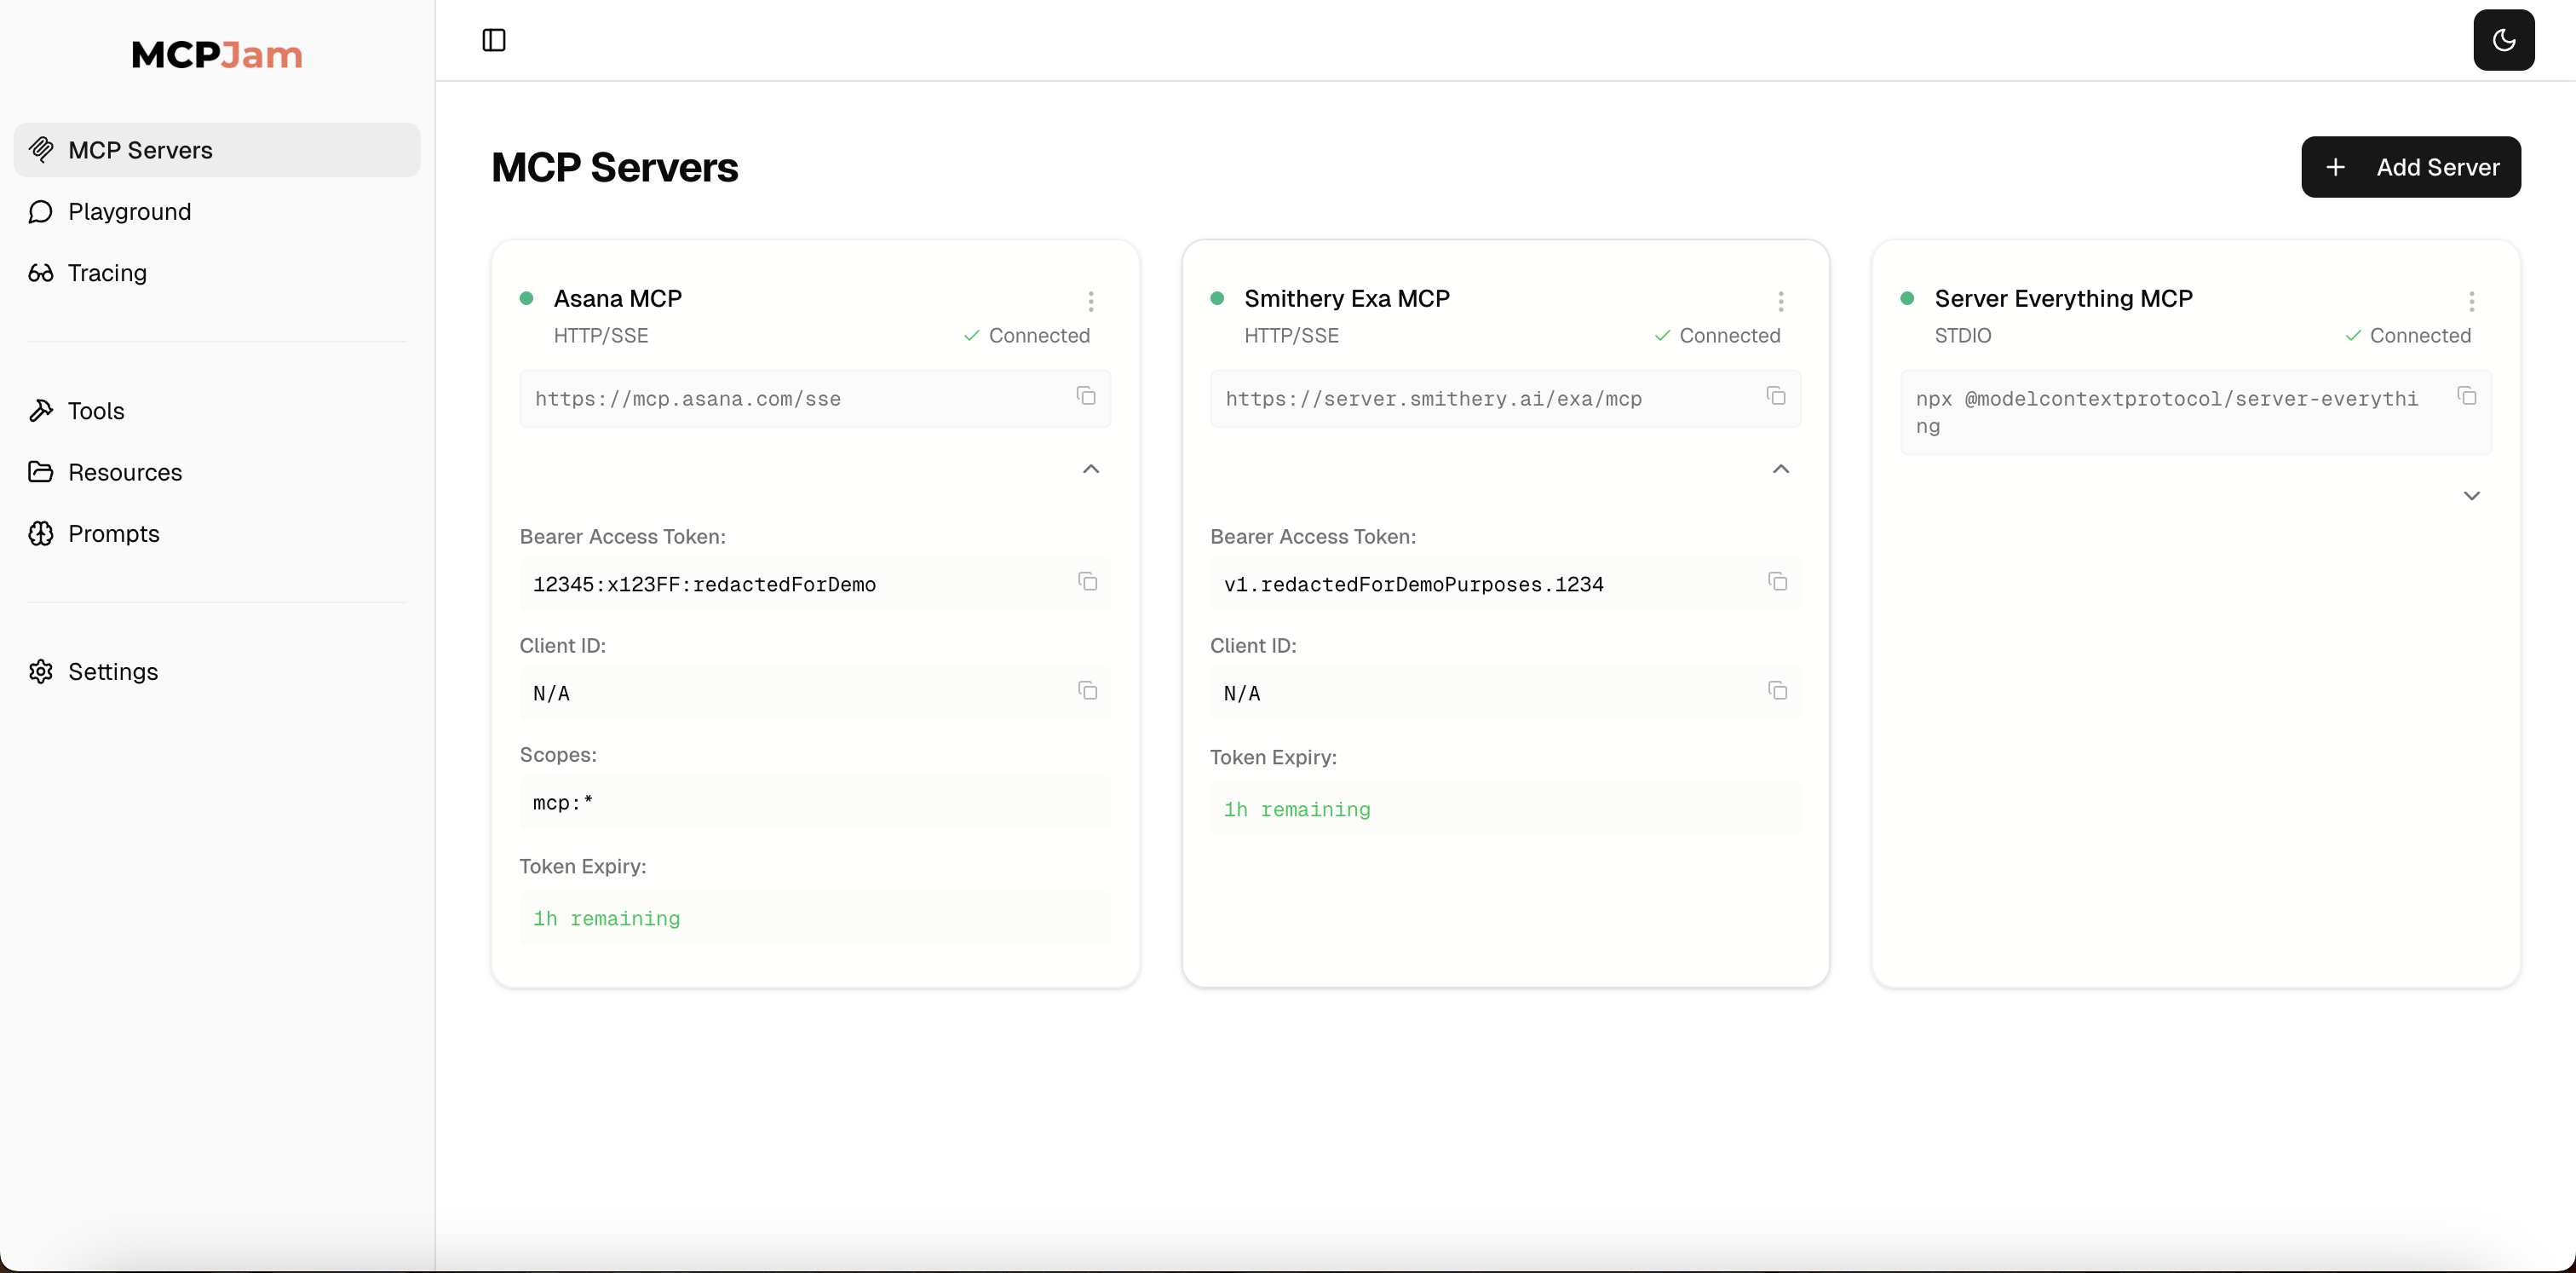 MCPJam
MCP Servers
Playground
Tracing
Tools
Resources
Prompts
Settings
MCP Servers
Add Server
Asana MCP
HTTP/SSE
Connected
https://mcp.asana.com/sse
Bearer Access Token:
12345:x123FF:redactedForDemo
Client ID:
N/A
Scopes:
mcp:*
Token Expiry:
1h remaining
Smithery Exa MCP
HTTP/SSE
Connected
https://server.smithery.ai/exa/mcp
Bearer Access Token:
v1.redactedForDemoPurposes.1234
Client ID:
N/A
Token Expiry:
1h remaining
Server Everything MCP
STDIO
Connected
npx @modelcontextprotocol/server-everythi
ng